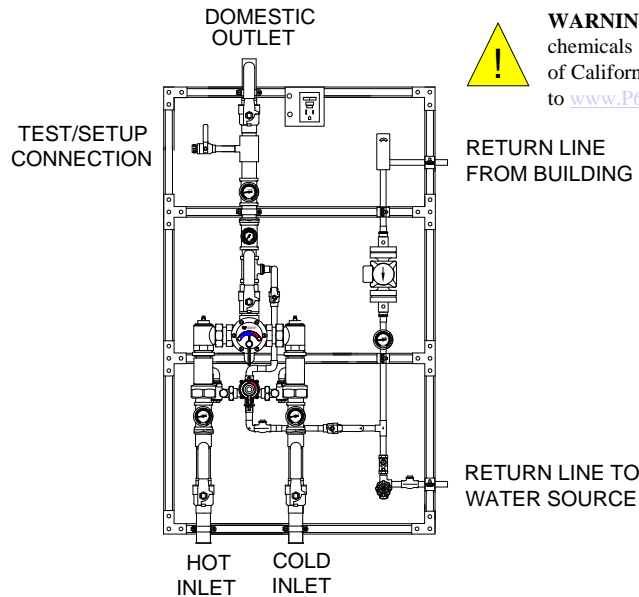 DOMESTIC
OUTLET
!
WARNIN
chemicals
of Californ
to www.P6
TEST/SETUP
CONNECTION
RETURN LINE
FROM BUILDING
RETURN LINE TO
WATER SOURCE
HOT
INLET
COLD
INLET